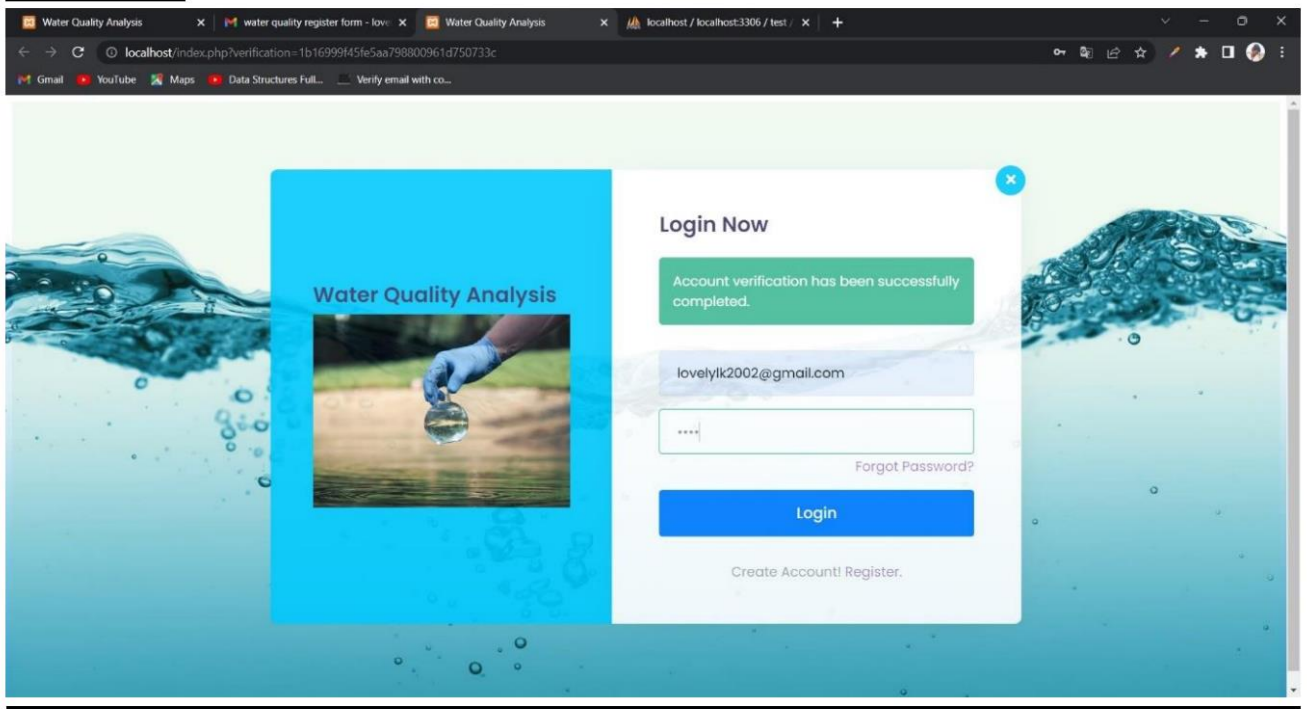 Water Quality Analysis
water quality register form - love
Water Quality Analysis
localhost / localhost:3306 / test /
localhost/index.php?verification=1b16999f45fe5aa798800961d750733c
Gmail
YouTube
Maps
Data Structures Full...
Verify email with co...
Water Quality Analysis
Login Now
Account verification has been successfully
completed.
lovelylk2002@gmail.com
••••
Forgot Password?
Login
Create Account! Register.